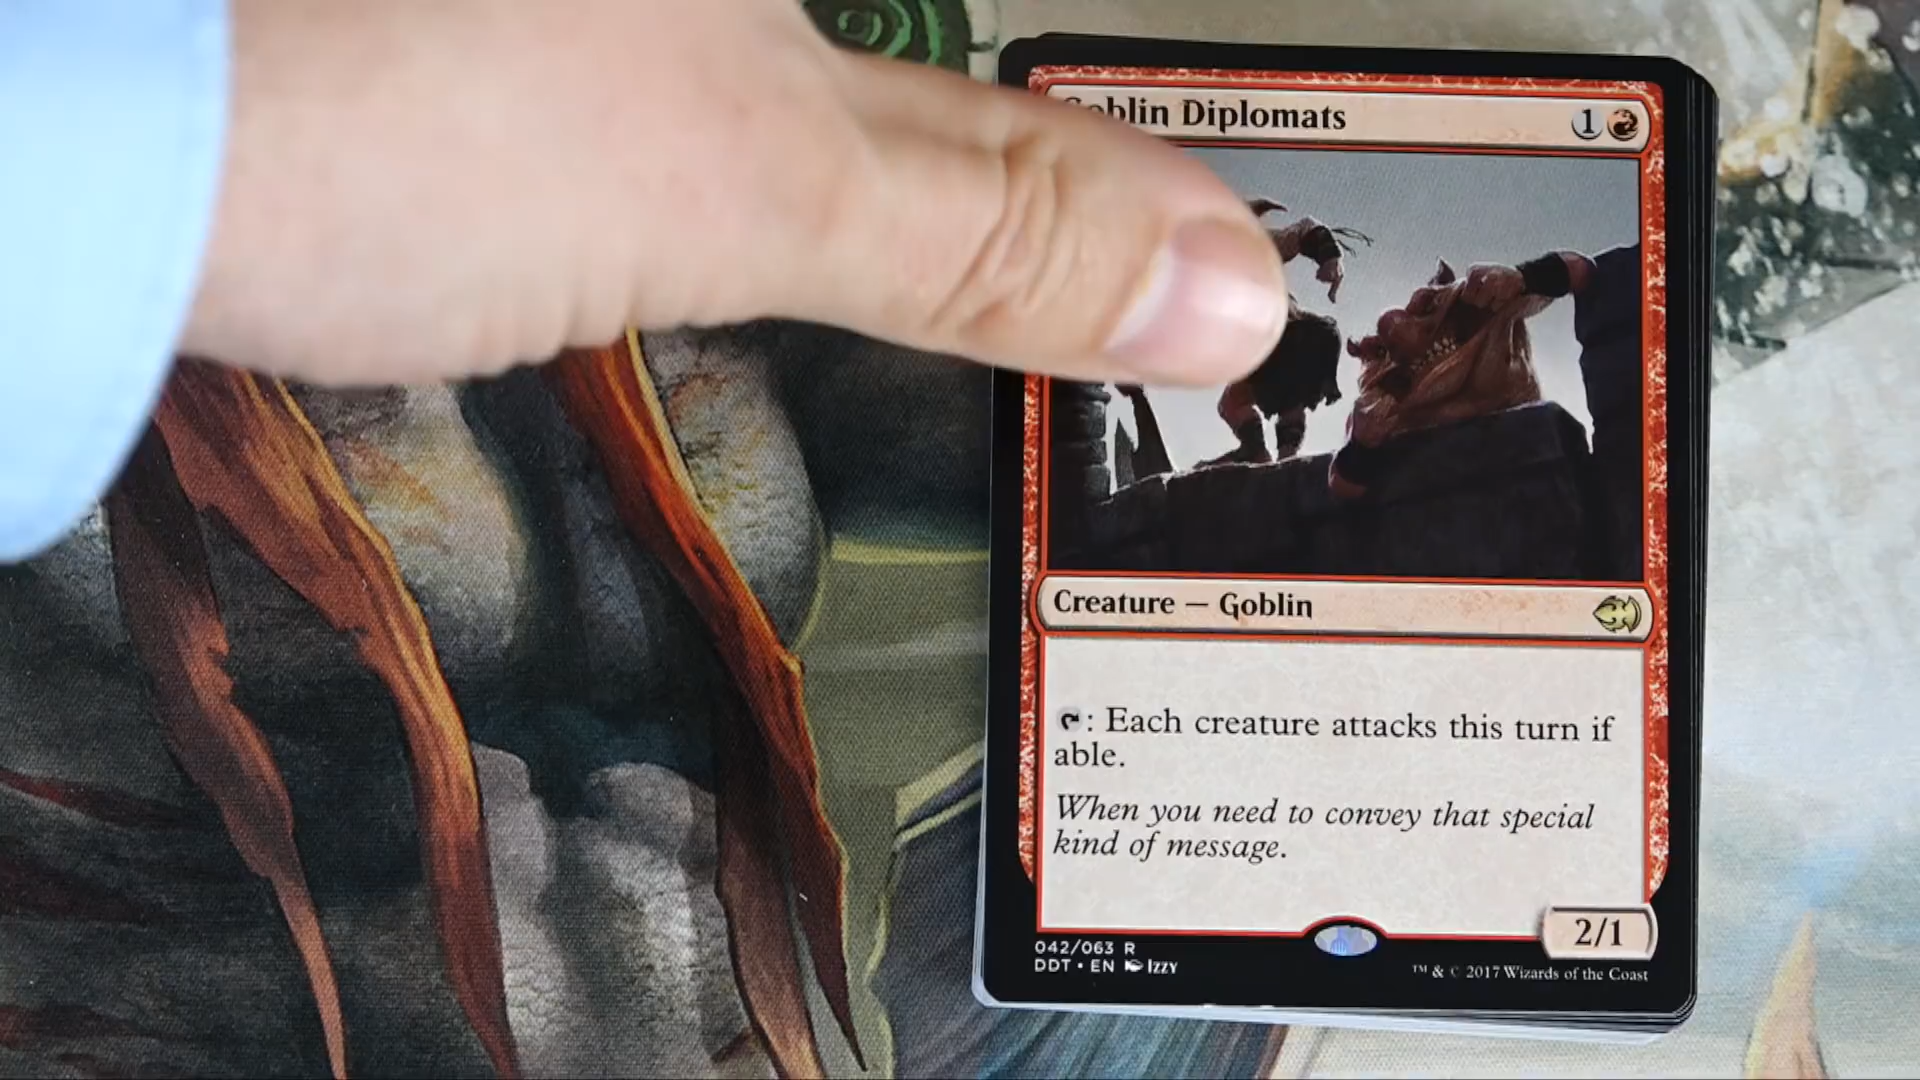 oblin Diplomats 1
Creature — Goblin
: Each creature attacks this turn if
able.
When you need to convey that special
kind of message.
2/1
042/063 R
DDT • EN Izzy
™ & © 2017 Wizards of the Coast